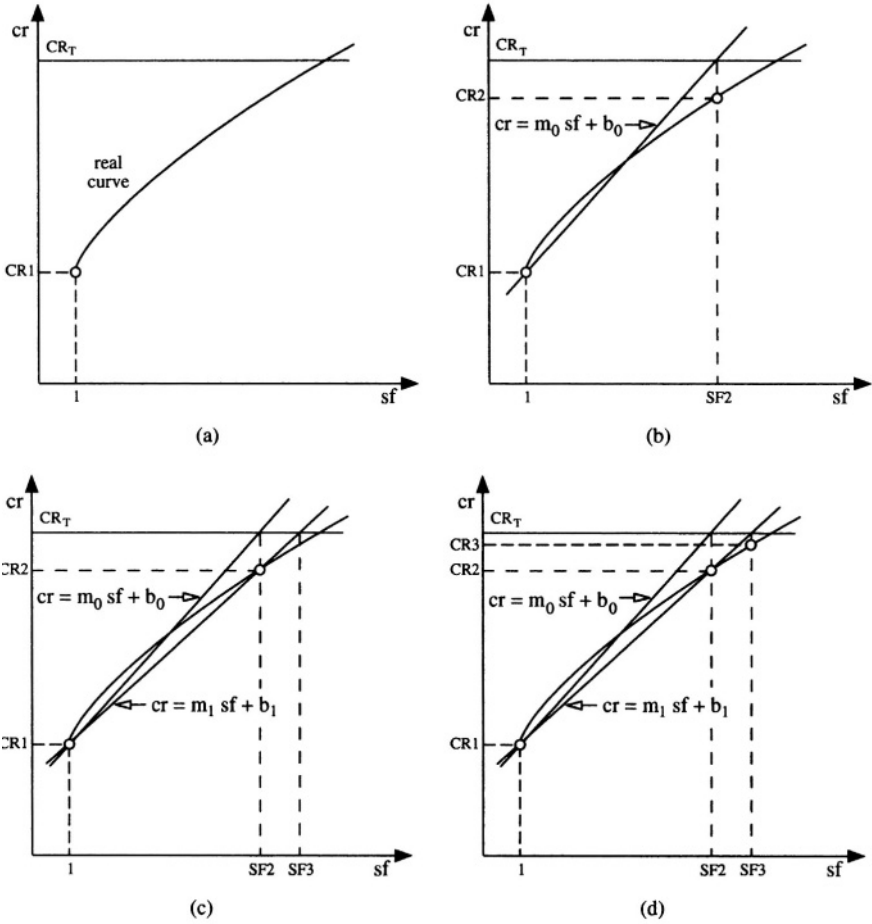 cr
CR_T
real
curve
CR1
1
sf
(a)
cr
CR_T
CR2
cr = m_0 sf + b_0
CR1
1
SF2
sf
(b)
cr
CR_T
CR2
cr = m_0 sf + b_0
cr = m_1 sf + b_1
CR1
1
SF2
SF3
sf
(c)
cr
CR_T
CR3
CR2
cr = m_0 sf + b_0
cr = m_1 sf + b_1
CR1
1
SF2
SF3
sf
(d)